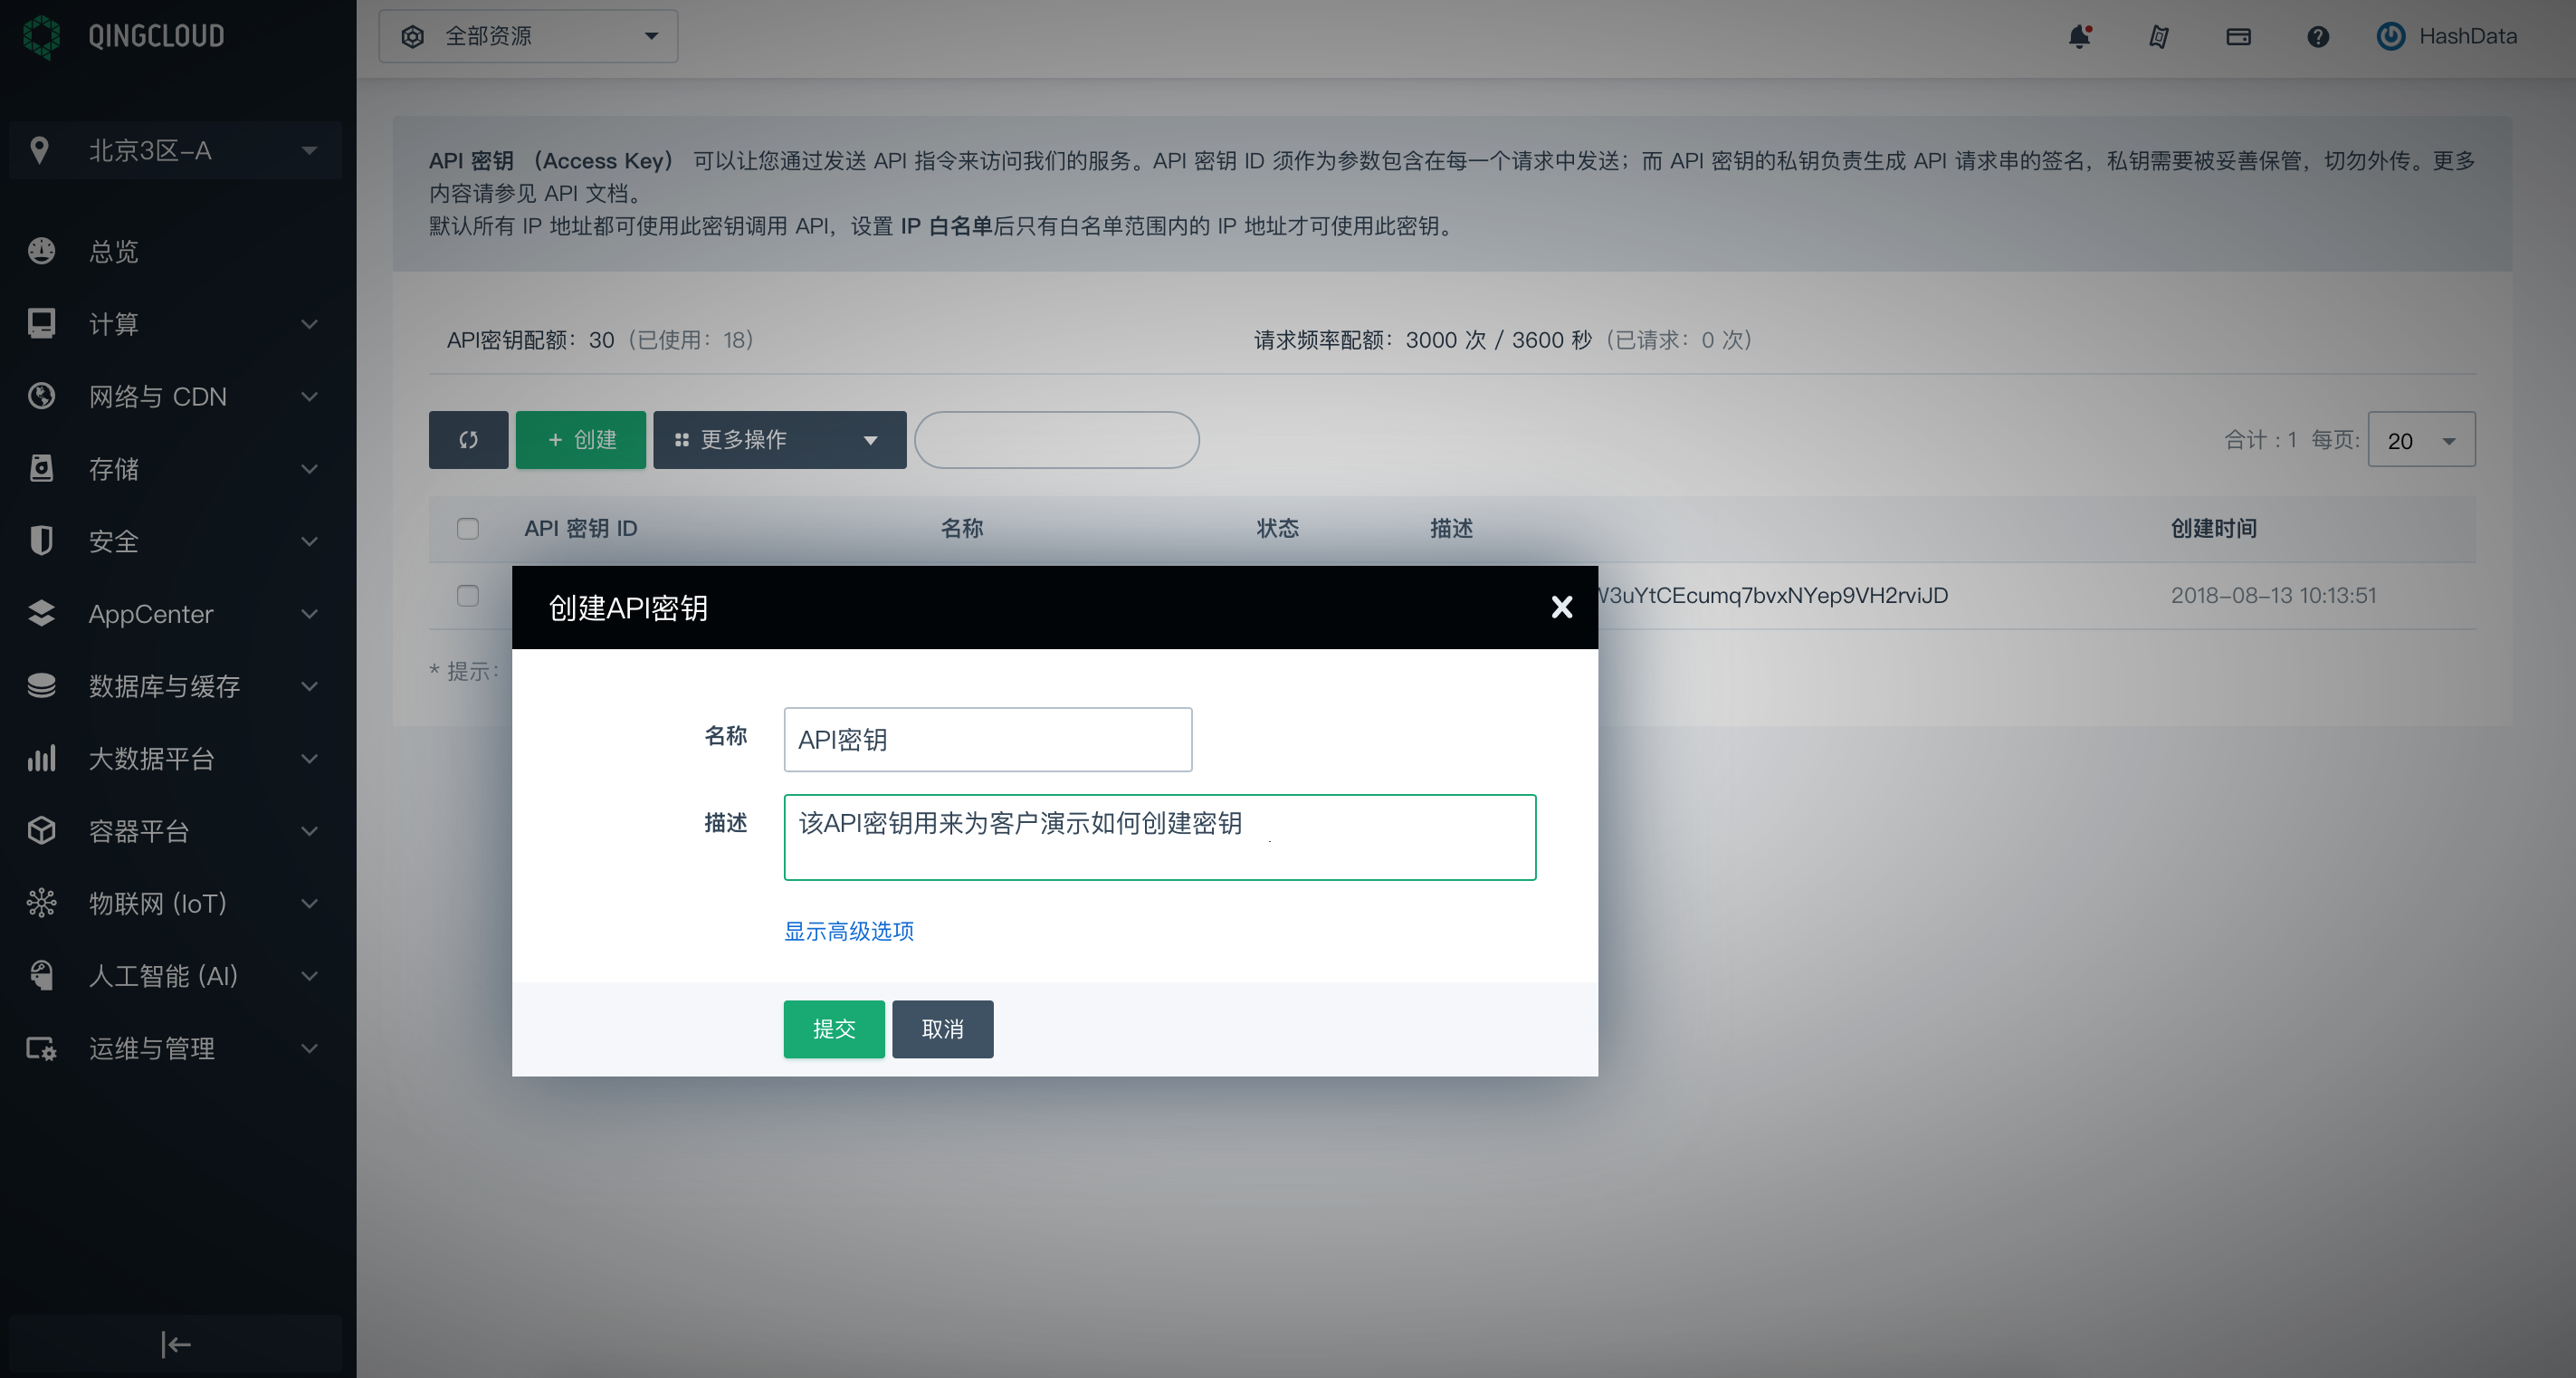 QINGCLOUD
全部资源
HashData
北京3区-A
总览
计算
网络与 CDN
存储
安全
AppCenter
数据库与缓存
大数据平台
容器平台
物联网 (IoT)
人工智能 (AI)
运维与管理
API 密钥 （Access Key） 可以让您通过发送 API 指令来访问我们的服务。API 密钥 ID 须作为参数包含在每一个请求中发送；而 API 密钥的私钥负责生成 API 请求串的签名，私钥需要被妥善保管，切勿外传。更多
内容请参见 API 文档。
默认所有 IP 地址都可使用此密钥调用 API，设置 IP 白名单后只有白名单范围内的 IP 地址才可使用此密钥。
API密钥配额：30（已使用：18） 请求频率配额：3000 次 / 3600 秒（已请求：0 次）
+ 创建 更多操作 合计：1 每页: 20
API 密钥 ID 名称 状态 描述 创建时间
W3uYtCEcumq7bvxNYep9VH2rviJD 2018-08-13 10:13:51
* 提示：
创建API密钥
名称 API密钥
描述 该API密钥用来为客户演示如何创建密钥
显示高级选项
提交 取消